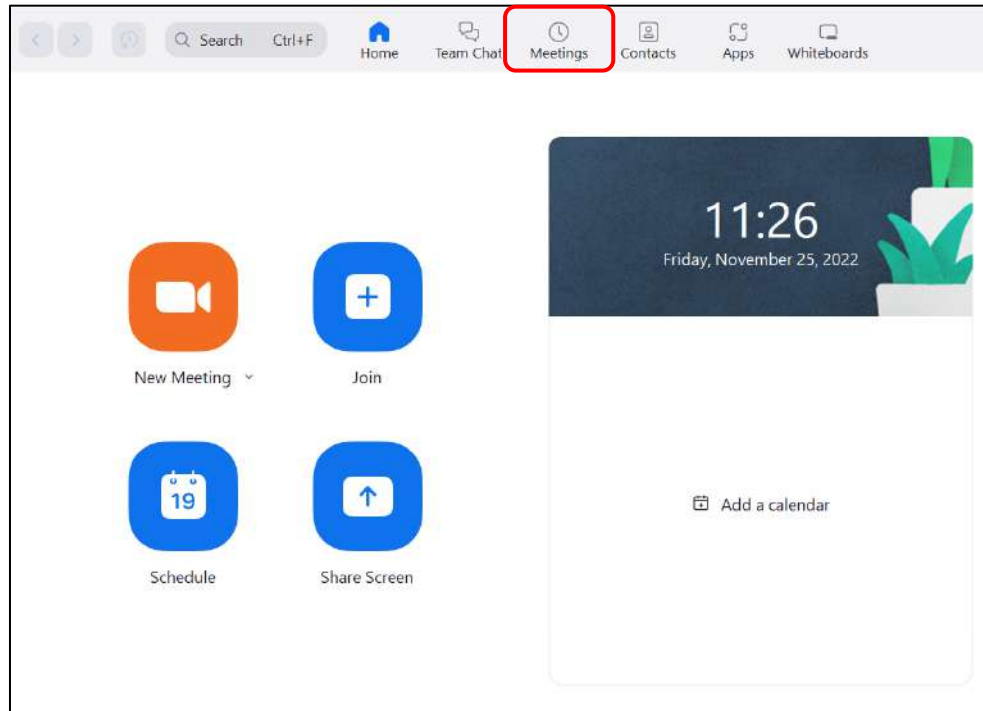 Search Ctrl+F
Home
Team Chat
Meetings
Contacts
Apps
Whiteboards
11:26
Friday, November 25, 2022
New Meeting
Join
19
Schedule
Share Screen
Add a calendar